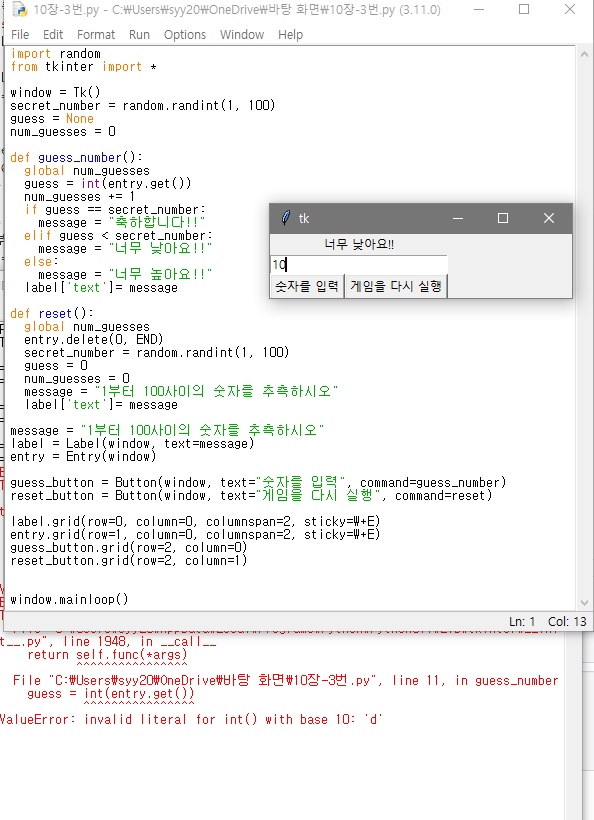 10장-3번.py - C:₩Users₩syy20₩OneDrive₩바탕 화면₩10장-3번.py (3.11.0)
File Edit Format Run Options Window Help
import random
from tkinter import *
window = Tk()
secret_number = random.randint(1, 100)
guess = None
num_guesses = 0
def guess_number():
global num_guesses
guess = int(entry.get())
num_guesses += 1
if guess == secret_number:
message = "축하합니다!!"
elif guess < secret_number:
message = "너무 낮아요!!"
else:
message = "너무 높아요!!"
label['text']= message
def reset():
global num_guesses
entry.delete(0, END)
secret_number = random.randint(1, 100)
guess = 0
num_guesses = 0
message = "1부터 100사이의 숫자를 추측하시오"
label['text']= message
message = "1부터 100사이의 숫자를 추측하시오"
label = Label(window, text=message)
entry = Entry(window)
guess_button = Button(window, text="숫자를 입력", command=guess_number)
reset_button = Button(window, text="게임을 다시 실행", command=reset)
label.grid(row=0, column=0, columnspan=2, sticky=W+E)
entry.grid(row=1, column=0, columnspan=2, sticky=W+E)
guess_button.grid(row=2, column=0)
reset_button.grid(row=2, column=1)
window.mainloop()
tk
너무 낮아요!!
10
숫자를 입력 게임을 다시 실행
Ln: 1 Col: 13
t__.py", line 1948, in __call__
return self.func(*args)
^^^^^^^^^^^^^^^^
File "C:₩Users₩syy20₩OneDrive₩바탕 화면₩10장-3번.py", line 11, in guess_number
guess = int(entry.get())
^^^^^^^^^^^^^^^^
ValueError: invalid literal for int() with base 10: 'd'